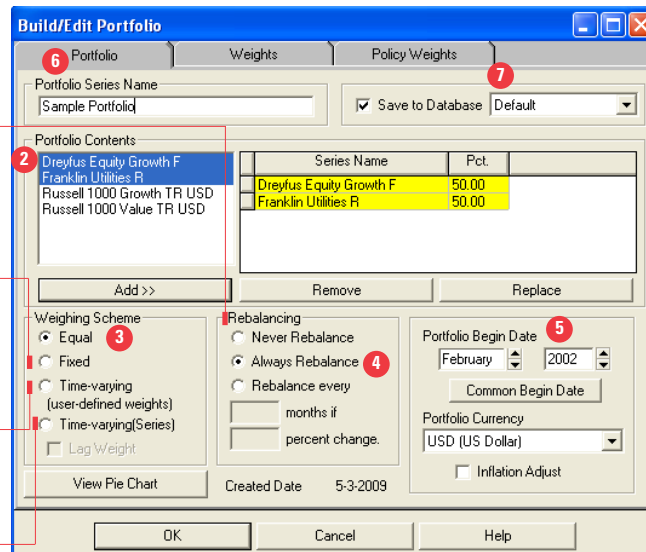 Build/Edit Portfolio
Portfolio
Weights
Policy Weights
6
7
Portfolio Series Name
Sample Portfolio
Save to Database
Default
Portfolio Contents
2
Dreyfus Equity Growth F
Franklin Utilities R
Russell 1000 Growth TR USD
Russell 1000 Value TR USD
Series Name
Pct.
Dreyfus Equity Growth F
50.00
Franklin Utilities R
50.00
Add >>
Remove
Replace
Weighing Scheme
Equal
3
Fixed
Time-varying
(user-defined weights)
Time-varying(Series)
Lag Weight
View Pie Chart
Rebalancing
Never Rebalance
Always Rebalance
4
Rebalance every
months if
percent change.
Created Date
5-3-2009
Portfolio Begin Date
5
February
2002
Common Begin Date
Portfolio Currency
USD (US Dollar)
Inflation Adjust
OK
Cancel
Help